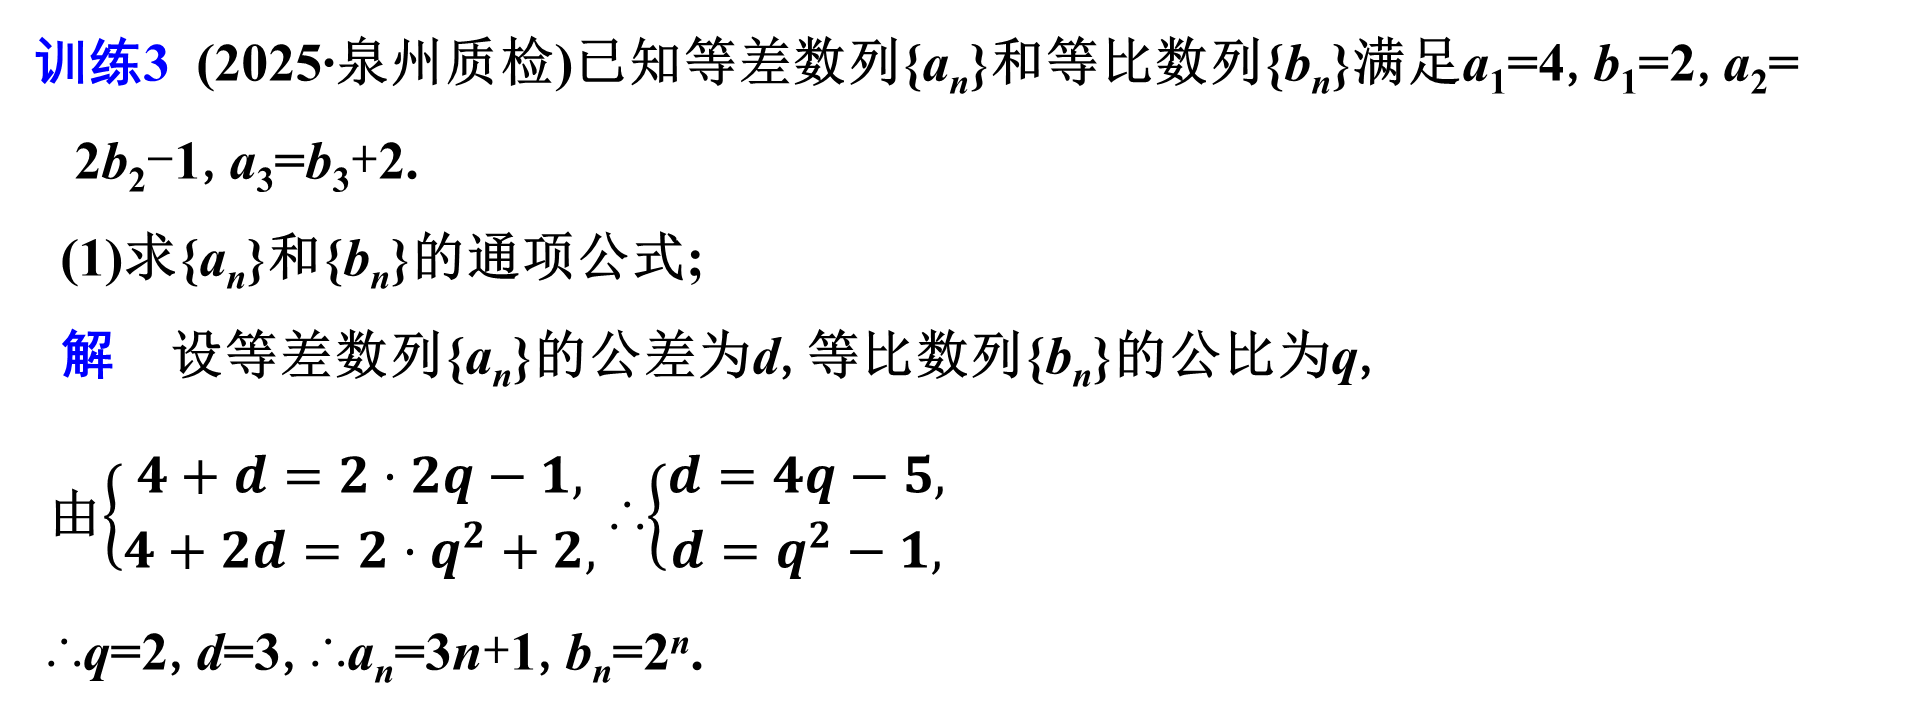 训练3 (2025·泉州质检)已知等差数列{aₙ}和等比数列{bₙ}满足a₁=4, b₁=2, a₂=
2b₂−1, a₃=b₃+2.
(1)求{aₙ}和{bₙ}的通项公式;
解 设等差数列{aₙ}的公差为d, 等比数列{bₙ}的公比为q,
由{4 + d = 2 · 2q − 1, ∴{d = 4q − 5,
4 + 2d = 2 · q² + 2, d = q² − 1,
∴q=2, d=3, ∴aₙ=3n+1, bₙ=2ⁿ.